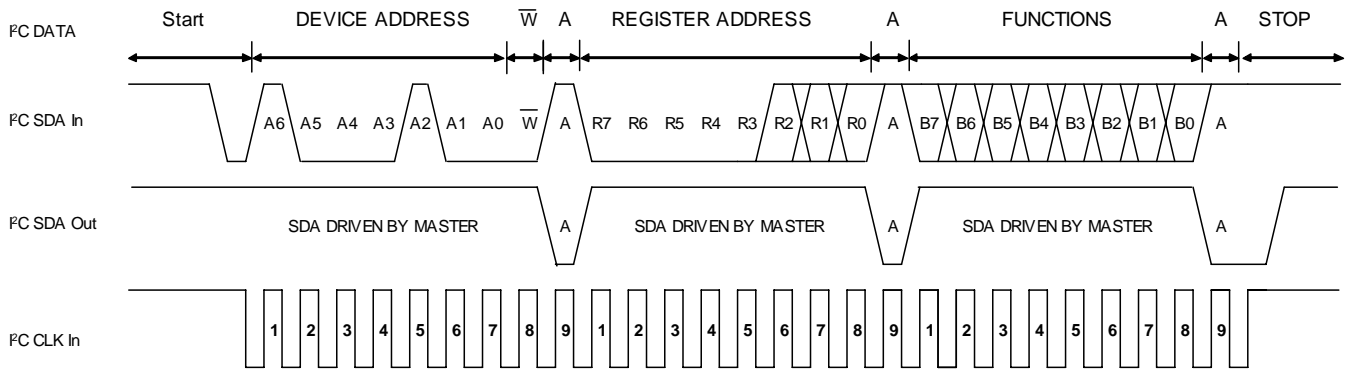 I²C DATA Start DEVICE ADDRESS W̅ A REGISTER ADDRESS A FUNCTIONS A STOP
I²C SDA In A6 A5 A4 A3 A2 A1 A0 W̅ A R7 R6 R5 R4 R3 R2 R1 R0 A B7 B6 B5 B4 B3 B2 B1 B0 A
I²C SDA Out SDA DRIVEN BY MASTER A SDA DRIVEN BY MASTER A SDA DRIVEN BY MASTER A
I²C CLK In 1 2 3 4 5 6 7 8 9 1 2 3 4 5 6 7 8 9 1 2 3 4 5 6 7 8 9